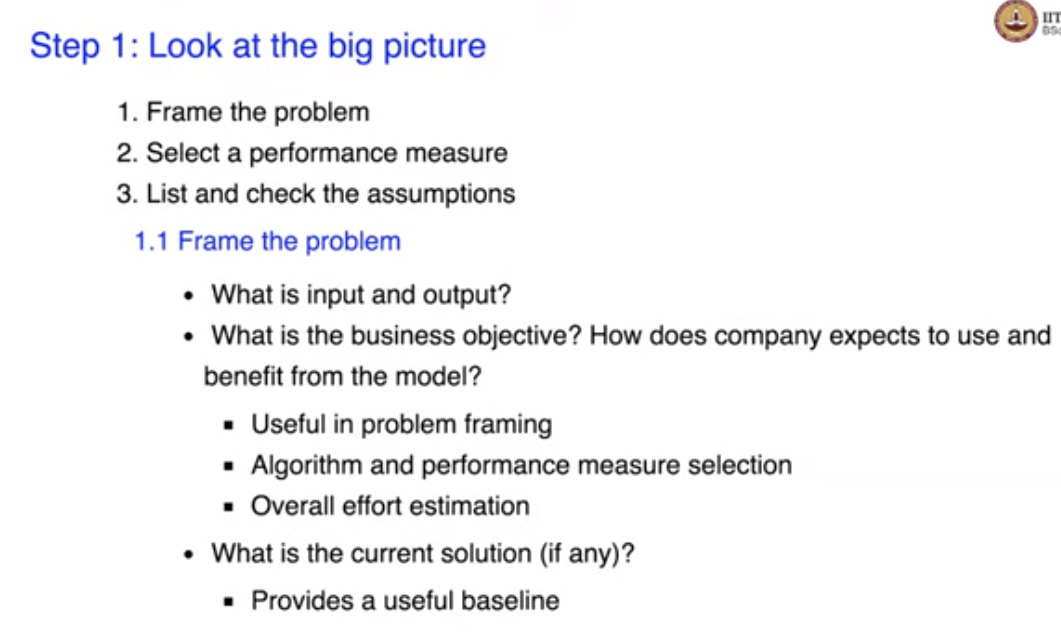 IIT
BSc
Step 1: Look at the big picture
1. Frame the problem
2. Select a performance measure
3. List and check the assumptions
1.1 Frame the problem
• What is input and output?
• What is the business objective? How does company expects to use and
benefit from the model?
▪ Useful in problem framing
▪ Algorithm and performance measure selection
▪ Overall effort estimation
• What is the current solution (if any)?
▪ Provides a useful baseline